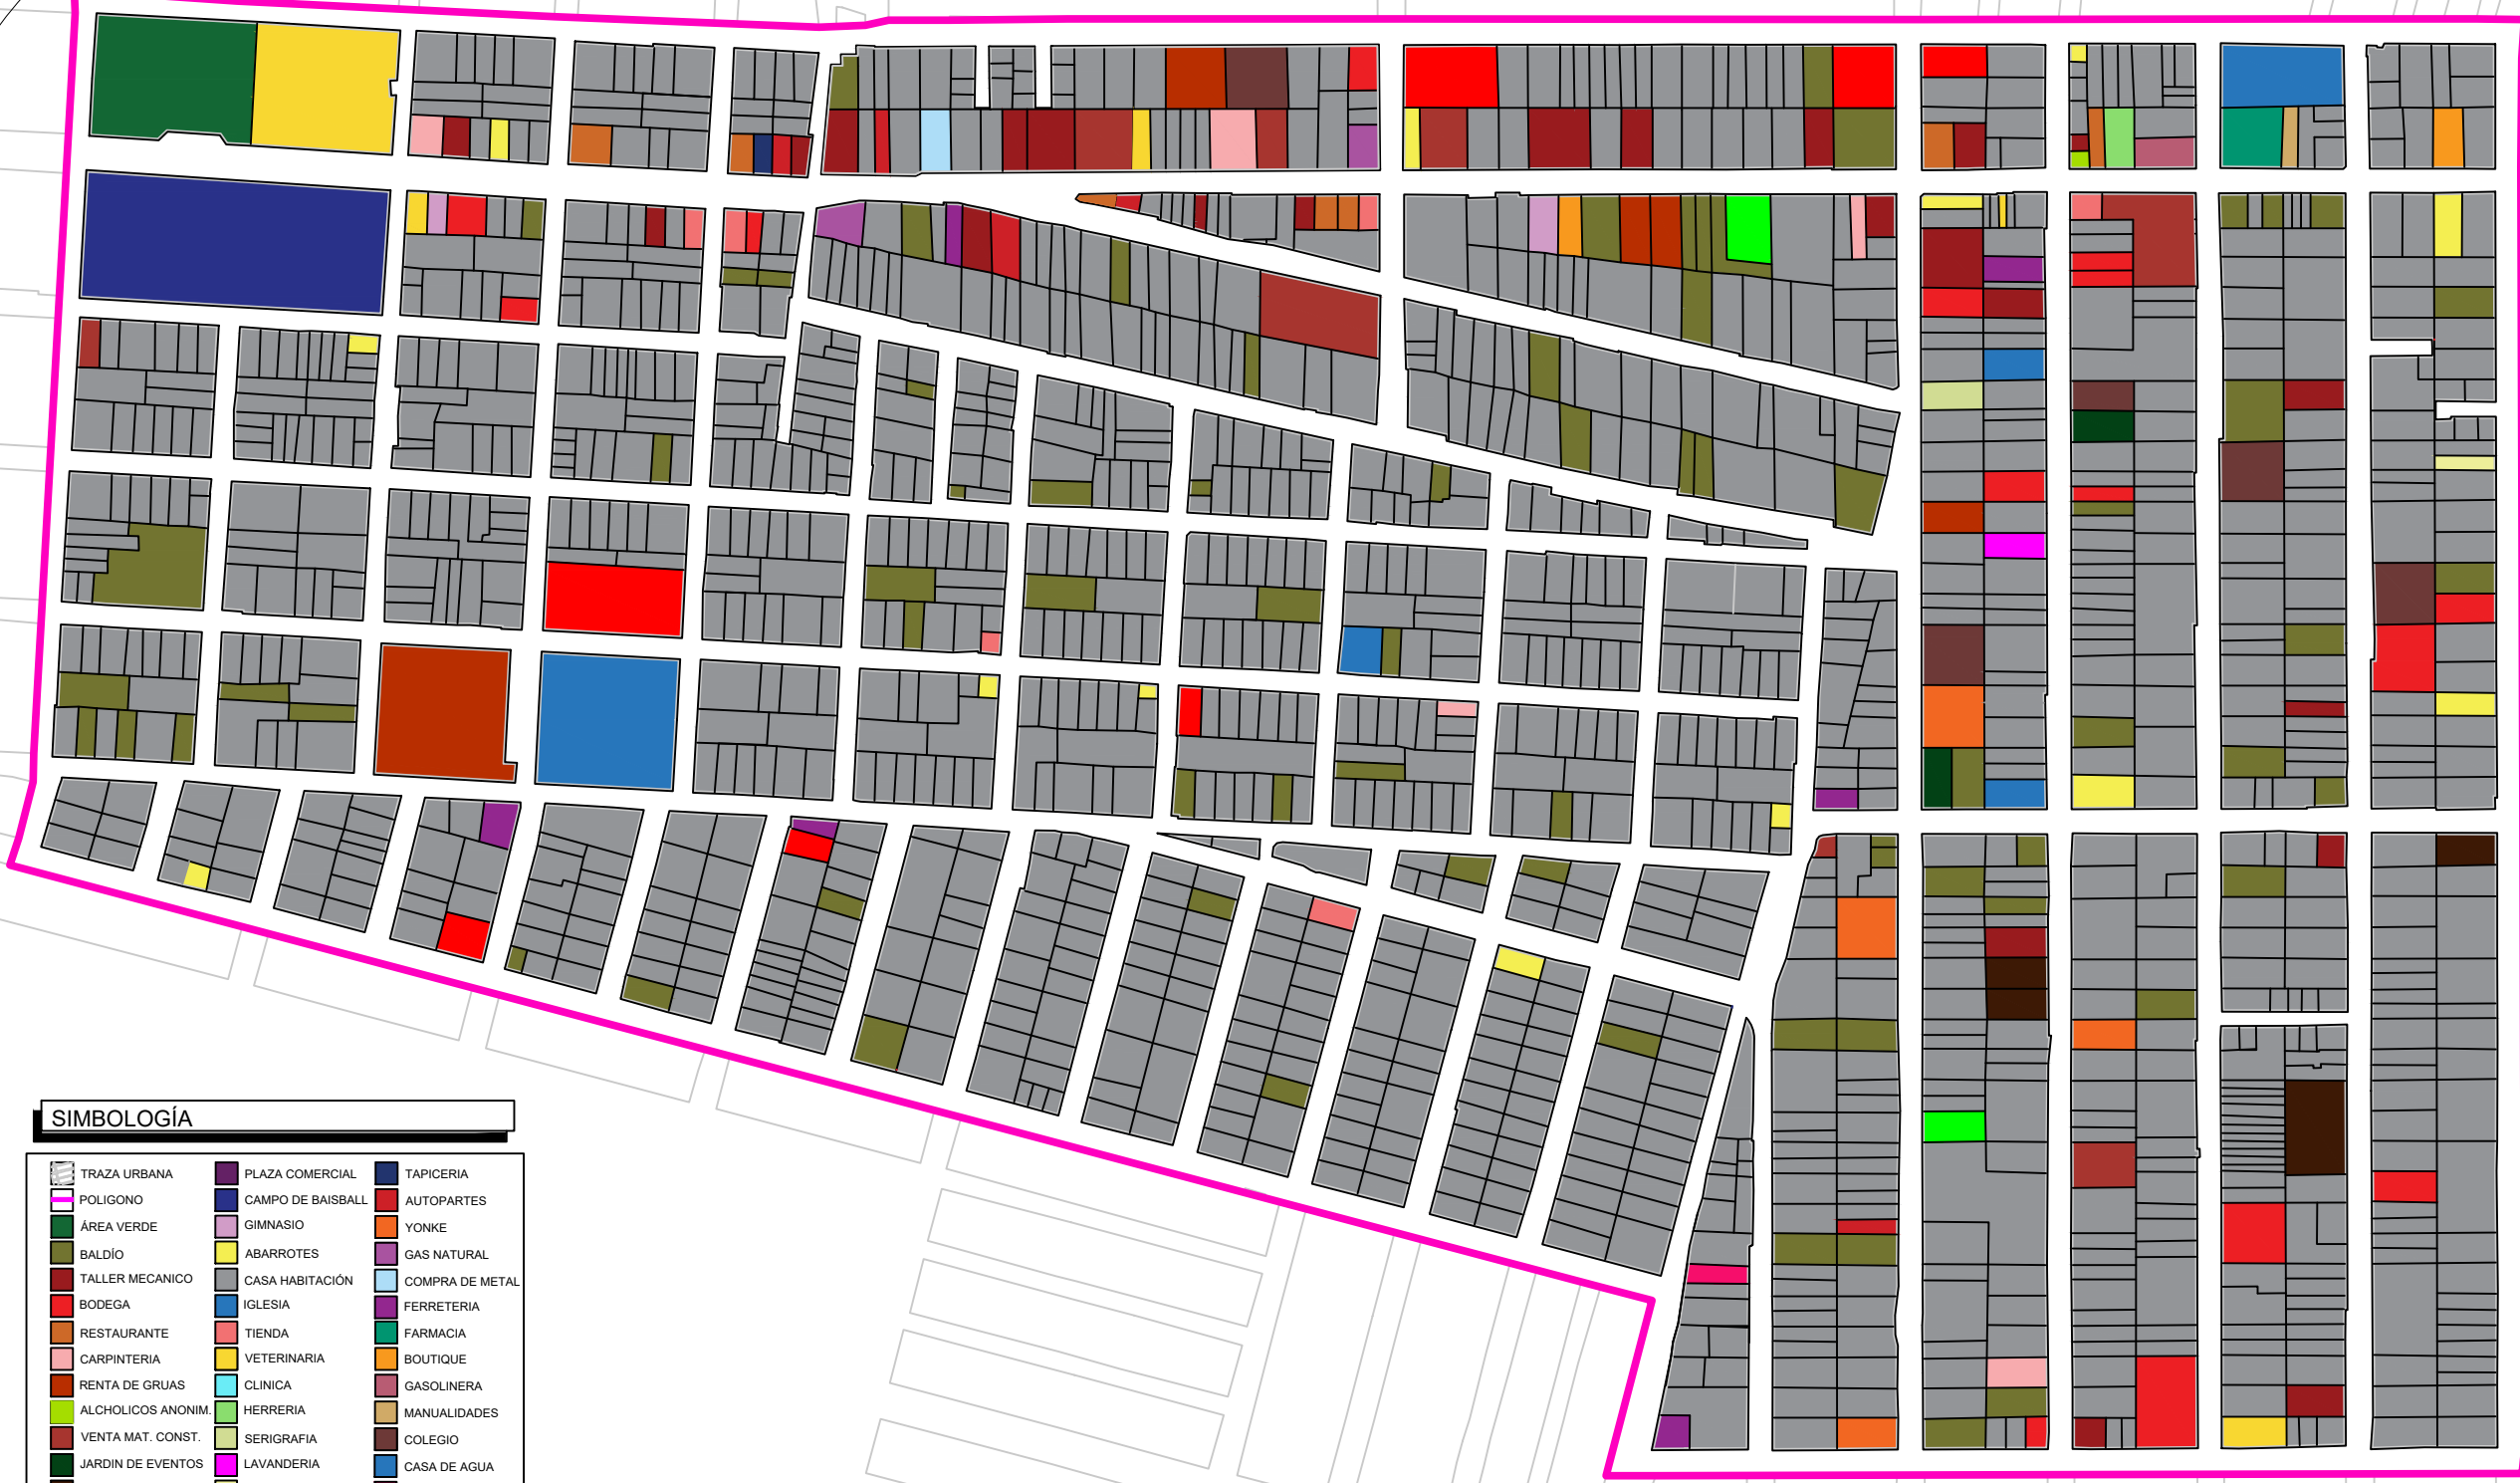 SIMBOLOGÍA
TRAZA URBANA
POLIGONO
ÁREA VERDE
BALDÍO
TALLER MECANICO
BODEGA
RESTAURANTE
CARPINTERIA
RENTA DE GRUAS
ALCHOLICOS ANONIM.
VENTA MAT. CONST.
JARDIN DE EVENTOS
PLAZA COMERCIAL
CAMPO DE BAISBALL
GIMNASIO
ABARROTES
CASA HABITACIÓN
IGLESIA
TIENDA
VETERINARIA
CLINICA
HERRERIA
SERIGRAFIA
LAVANDERIA
TAPICERIA
AUTOPARTES
YONKE
GAS NATURAL
COMPRA DE METAL
FERRETERIA
FARMACIA
BOUTIQUE
GASOLINERA
MANUALIDADES
COLEGIO
CASA DE AGUA